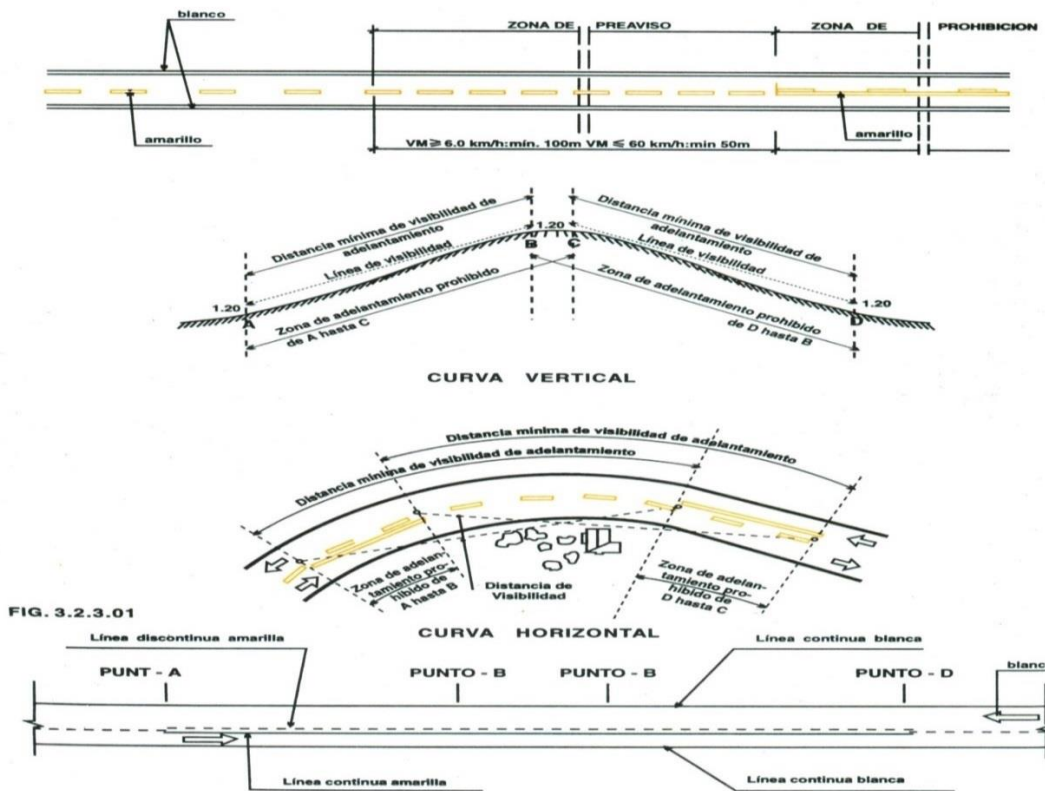 blanco
ZONA DE PREAVISO
ZONA DE PROHIBICION
amarillo
amarillo
VM ≥ 6.0 km/h:mín. 100m VM ≤ 60 km/h:min 50m
Distancia mínima de visibilidad de
adelantamiento
Línea de visibilidad
1.20
A
Zona de adelantamiento prohibido
de A hasta C
1.20
B C
Distancia mínima de visibilidad de
adelantamiento
Línea de visibilidad
1.20
D
Zona de adelantamiento prohibido
de D hasta B
CURVA VERTICAL
Distancia mínima de visibilidad de adelantamiento
Distancia mínima de visibilidad de adelantamiento
Zona de adelan-
tamiento pro-
hibido de
A hasta B
Distancia de
Visibilidad
Zona de adelan-
tamiento pro-
hibido de
D hasta C
FIG. 3.2.3.01
CURVA HORIZONTAL
Línea discontinua amarilla
Línea continua blanca
PUNT - A
PUNTO - B
PUNTO - B
PUNTO - D
blanc
Línea continua amarilla
Línea continua blanca